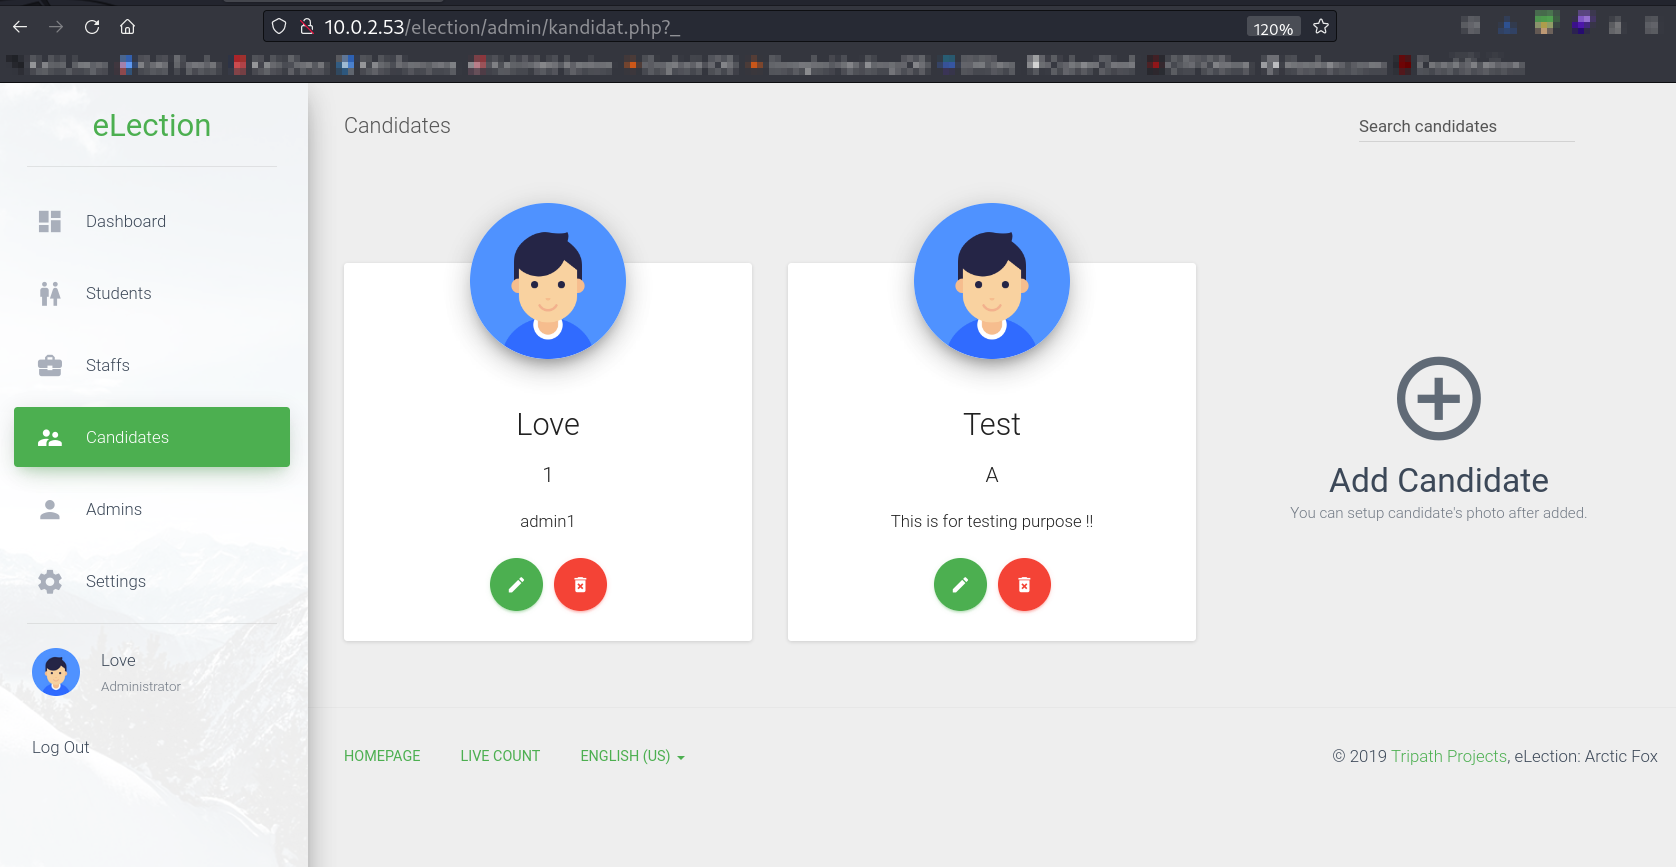 10.0.2.53/election/admin/kandidat.php?_
120%
eLection
Candidates
Search candidates
Dashboard
Students
Staffs
Candidates
Admins
Settings
Love
Administrator
Log Out
Love
1
admin1
Test
A
This is for testing purpose !!
Add Candidate
You can setup candidate's photo after added.
HOMEPAGE
LIVE COUNT
ENGLISH (US)
© 2019 Tripath Projects, eLection: Arctic Fox